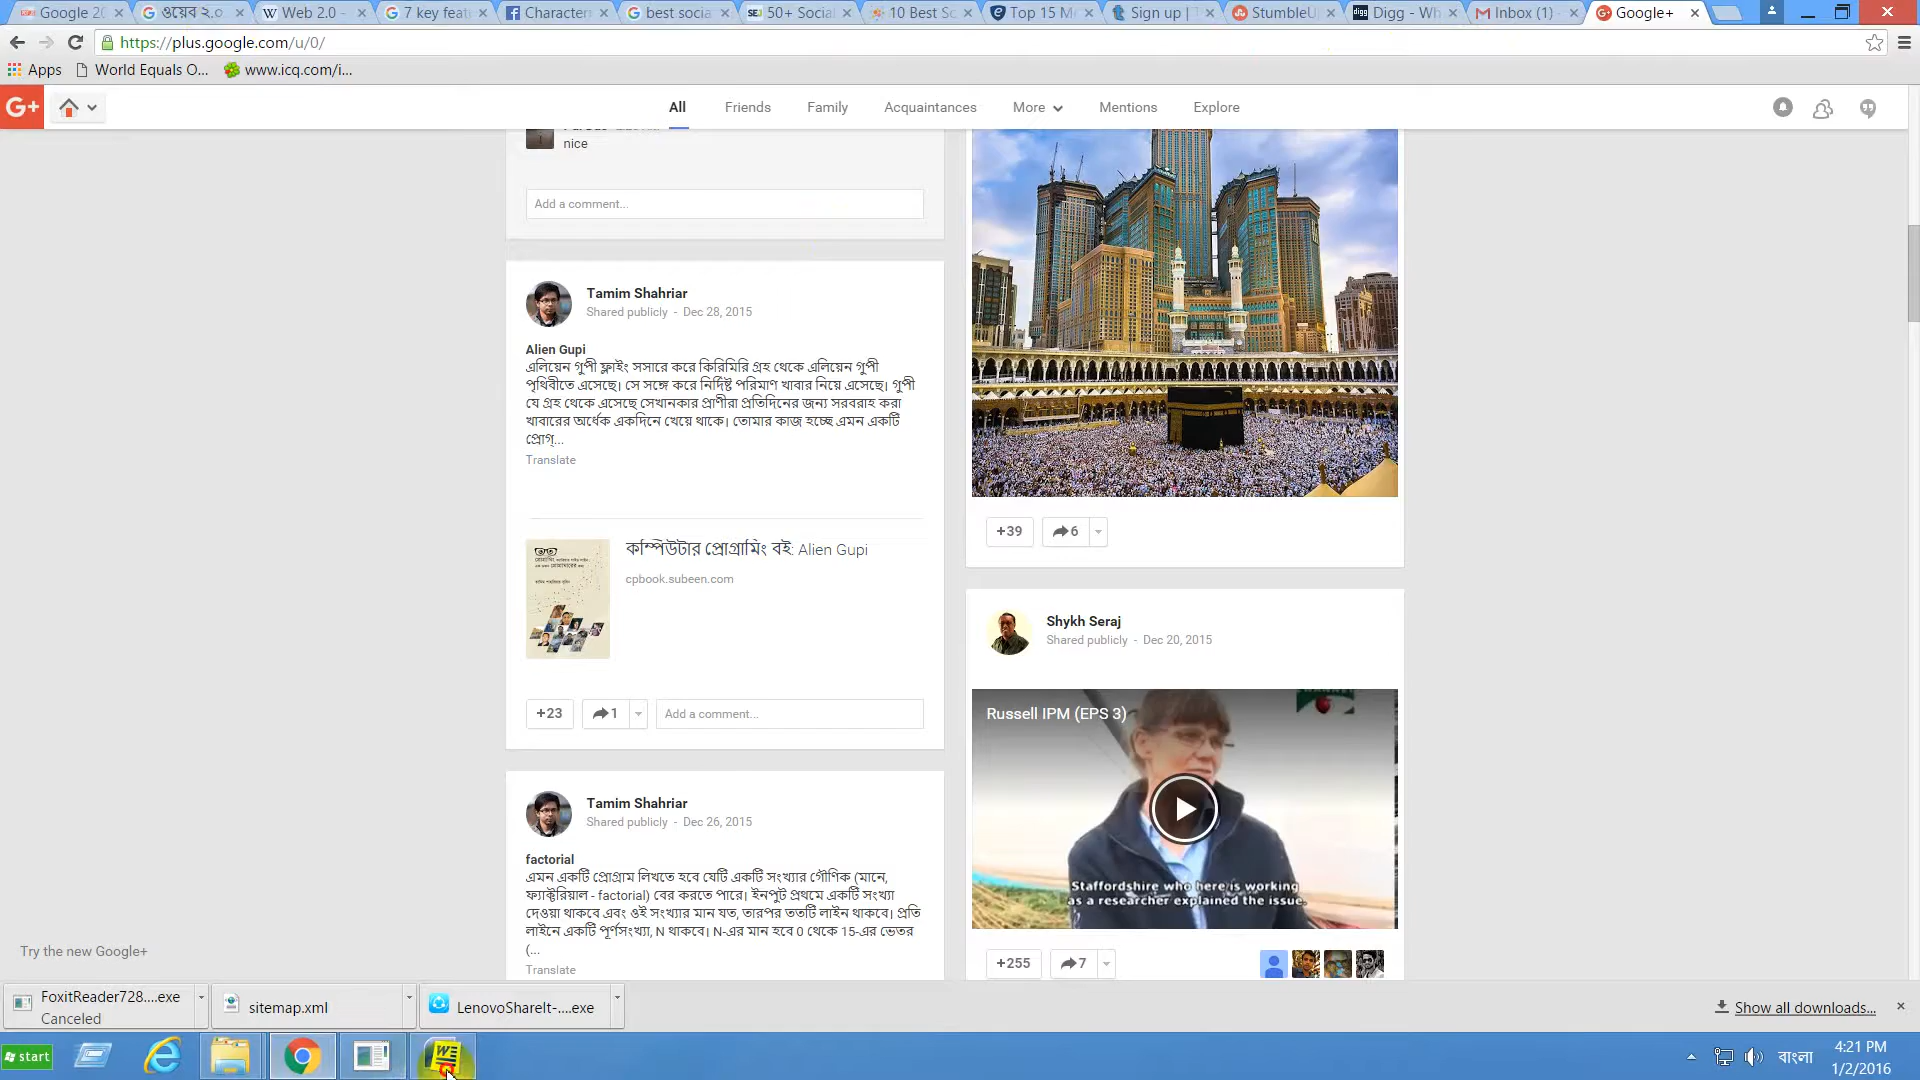 Google 20
ওয়েব ২.০
Web 2.0 -
7 key feat
Character
best socia
50+ Socia
10 Best So
Top 15 M
Sign up | T
StumbleU
Digg - Wh
Inbox (1)
Google+
https://plus.google.com/u/0/
Apps
World Equals O...
www.icq.com/i...
G+
All
Friends
Family
Acquaintances
More
Mentions
Explore
nice
Add a comment...
Tamim Shahriar
Shared publicly - Dec 28, 2015
Alien Gupi
এলিয়েন গুপী ফ্লাইং সসারে করে কিরিমিরি গ্রহ থেকে এলিয়েন গুপী
পৃথিবীতে এসেছে। সে সঙ্গে করে নির্দিষ্ট পরিমাণ খাবার নিয়ে এসেছে। গুপী
যে গ্রহ থেকে এসেছে সেখানকার প্রাণীরা প্রতিদিনের জন্য সরবরাহ করা
খাবারের অর্ধেক একদিনে খেয়ে থাকে। তোমার কাজ হচ্ছে এমন একটি
প্রোগ্...
Translate
কম্পিউটার প্রোগ্রামিং বই: Alien Gupi
cpbook.subeen.com
+23
1
Add a comment...
Tamim Shahriar
Shared publicly - Dec 26, 2015
factorial
এমন একটি প্রোগ্রাম লিখতে হবে যেটি একটি সংখ্যার গৌণিক (মানে,
ফ্যাক্টরিয়াল - factorial) বের করতে পারে। ইনপুট প্রথমে একটি সংখ্যা
দেওয়া থাকবে এবং ওই সংখ্যার মান যত, তারপর ততটি লাইন থাকবে। প্রতি
লাইনে একটি পূর্ণসংখ্যা, N থাকবে। N-এর মান হবে 0 থেকে 15-এর ভেতর
(...
Translate
+39
6
Shykh Seraj
Shared publicly - Dec 20, 2015
Russell IPM (EPS 3)
Staffordshire who here is working
as a researcher explained the issue.
+255
7
Try the new Google+
FoxitReader728....exe
Canceled
sitemap.xml
LenovoShareIt-....exe
Show all downloads...
start
বাংলা
4:21 PM
1/2/2016